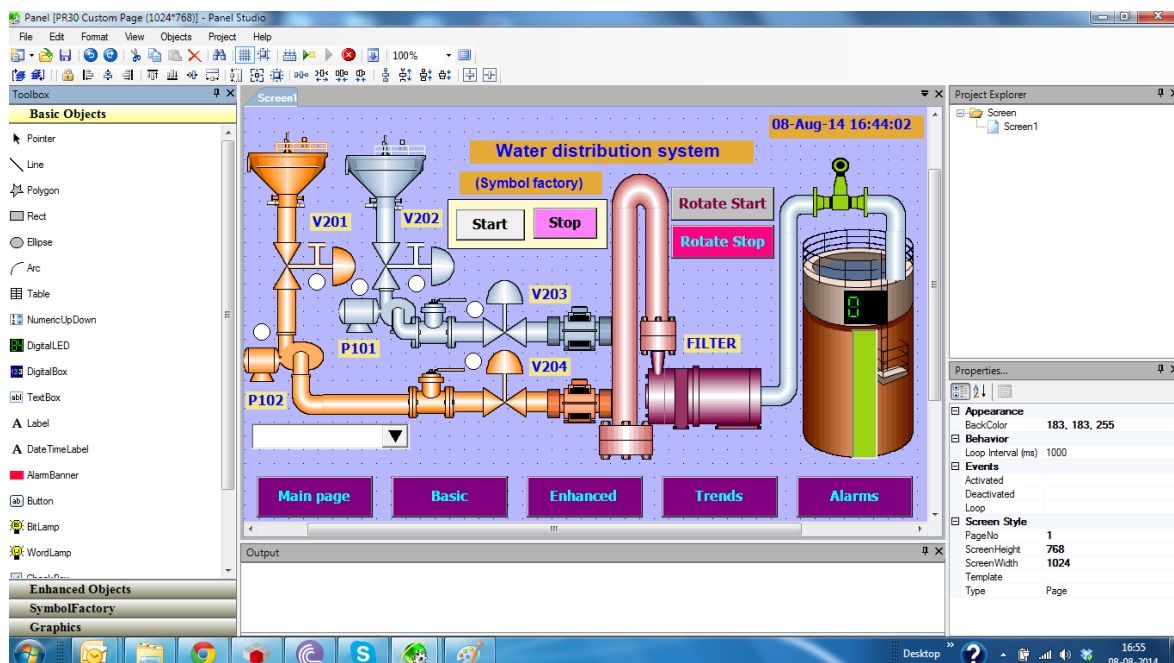 Panel [PR30 Custom Page (1024*768)] - Panel Studio
File Edit Format View Objects Project Help
100%
Toolbox
Basic Objects
Pointer
Line
Polygon
Rect
Ellipse
Arc
Table
NumericUpDown
DigitalLED
DigitalBox
TextBox
Label
DateTimeLabel
AlarmBanner
Button
BitLamp
WordLamp
CheckBox
Enhanced Objects
SymbolFactory
Graphics
Screen1
08-Aug-14 16:44:02
Water distribution system
(Symbol factory)
Start Stop
Rotate Start
Rotate Stop
V201
V202
V203
P101
FILTER
V204
P102
0
Main page Basic Enhanced Trends Alarms
Output
Project Explorer
Screen
Screen1
Properties...
Appearance
BackColor 183, 183, 255
Behavior
Loop Interval (ms) 1000
Events
Activated
Deactivated
Loop
Screen Style
PageNo 1
ScreenHeight 768
ScreenWidth 1024
Template
Type Page
Desktop
16:55
08-08-2014